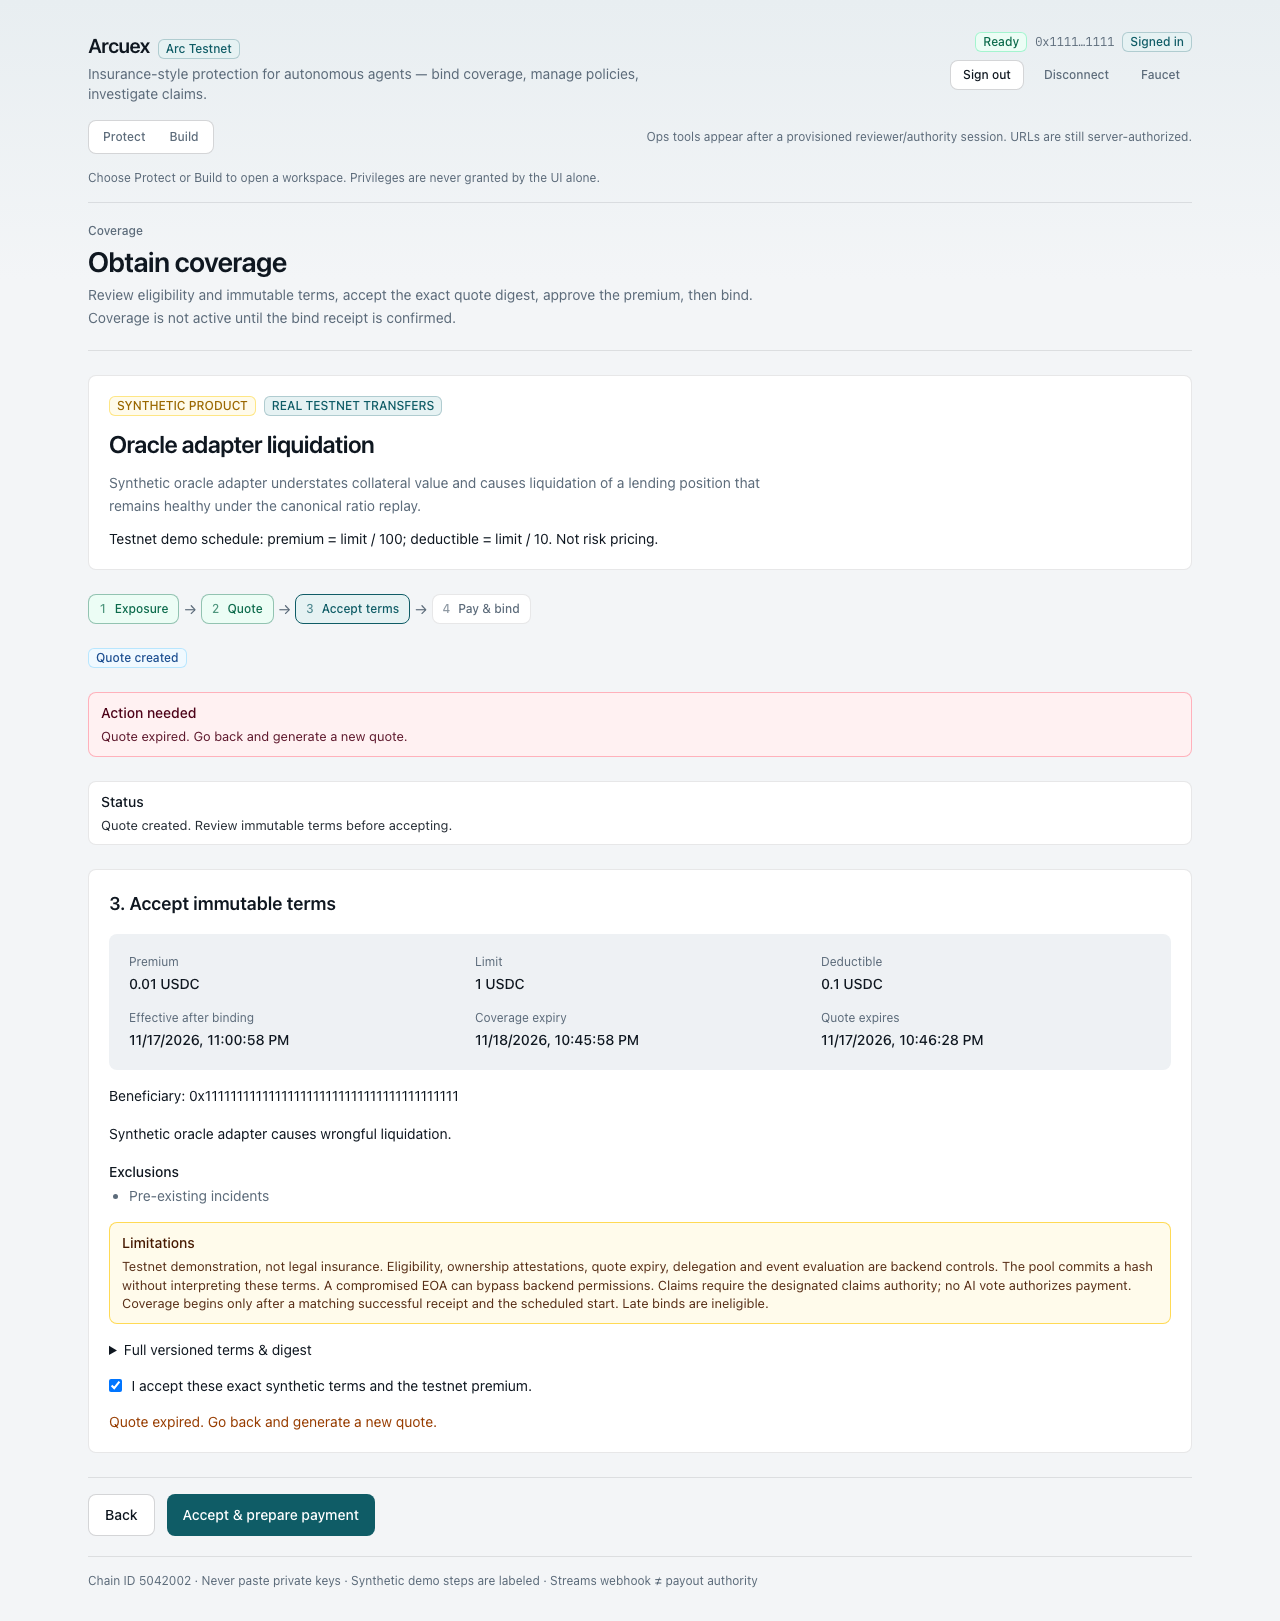 Arcuex Arc Testnet
Ready 0x1111…1111 Signed in
Insurance-style protection for autonomous agents — bind coverage, manage policies,
investigate claims.
Sign out Disconnect Faucet
Protect Build
Ops tools appear after a provisioned reviewer/authority session. URLs are still server-authorized.
Choose Protect or Build to open a workspace. Privileges are never granted by the UI alone.
Coverage
Obtain coverage
Review eligibility and immutable terms, accept the exact quote digest, approve the premium, then bind.
Coverage is not active until the bind receipt is confirmed.
SYNTHETIC PRODUCT REAL TESTNET TRANSFERS
Oracle adapter liquidation
Synthetic oracle adapter understates collateral value and causes liquidation of a lending position that
remains healthy under the canonical ratio replay.
Testnet demo schedule: premium = limit / 100; deductible = limit / 10. Not risk pricing.
1 Exposure → 2 Quote → 3 Accept terms → 4 Pay & bind
Quote created
Action needed
Quote expired. Go back and generate a new quote.
Status
Quote created. Review immutable terms before accepting.
3. Accept immutable terms
Premium Limit Deductible
0.01 USDC 1 USDC 0.1 USDC
Effective after binding Coverage expiry Quote expires
11/17/2026, 11:00:58 PM 11/18/2026, 10:45:58 PM 11/17/2026, 10:46:28 PM
Beneficiary: 0x1111111111111111111111111111111111111111
Synthetic oracle adapter causes wrongful liquidation.
Exclusions
• Pre-existing incidents
Limitations
Testnet demonstration, not legal insurance. Eligibility, ownership attestations, quote expiry, delegation and event evaluation are backend controls. The pool commits a hash
without interpreting these terms. A compromised EOA can bypass backend permissions. Claims require the designated claims authority; no AI vote authorizes payment.
Coverage begins only after a matching successful receipt and the scheduled start. Late binds are ineligible.
Full versioned terms & digest
I accept these exact synthetic terms and the testnet premium.
Quote expired. Go back and generate a new quote.
Back Accept & prepare payment
Chain ID 5042002 · Never paste private keys · Synthetic demo steps are labeled · Streams webhook ≠ payout authority